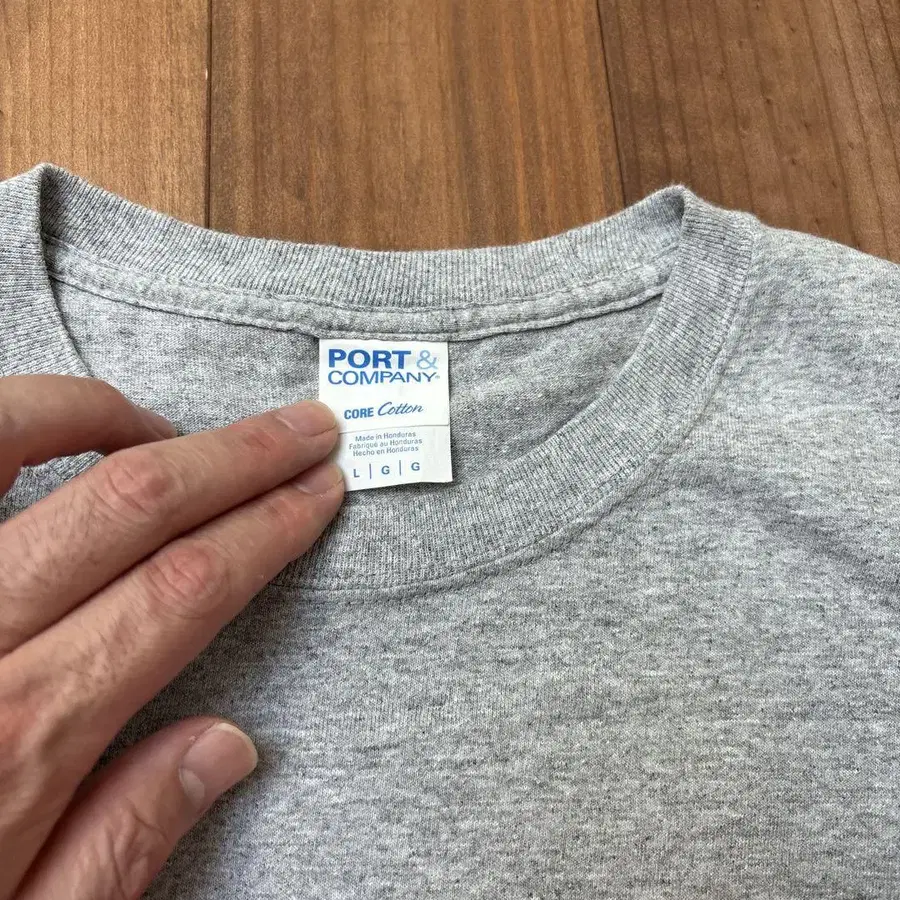 PORT &
COMPANY®
CORE Cotton
Made in Honduras
Fabriqué au Honduras
Hecho en Honduras
L | G | G